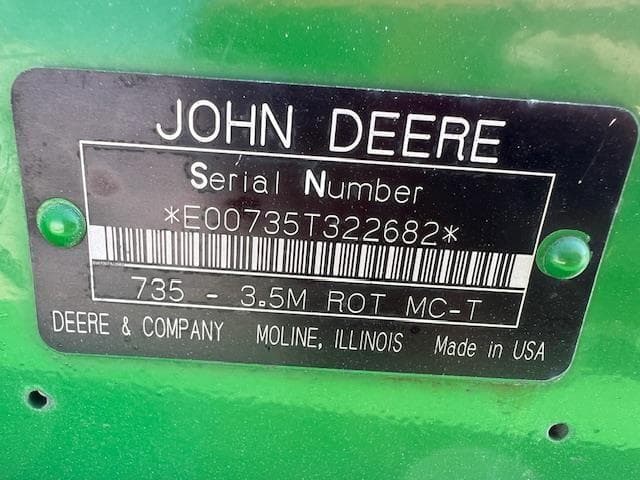 JOHN DEERE
Serial Number
*E00735T322682*
735 - 3.5M ROT MC-T
DEERE & COMPANY MOLINE, ILLINOIS Made in USA